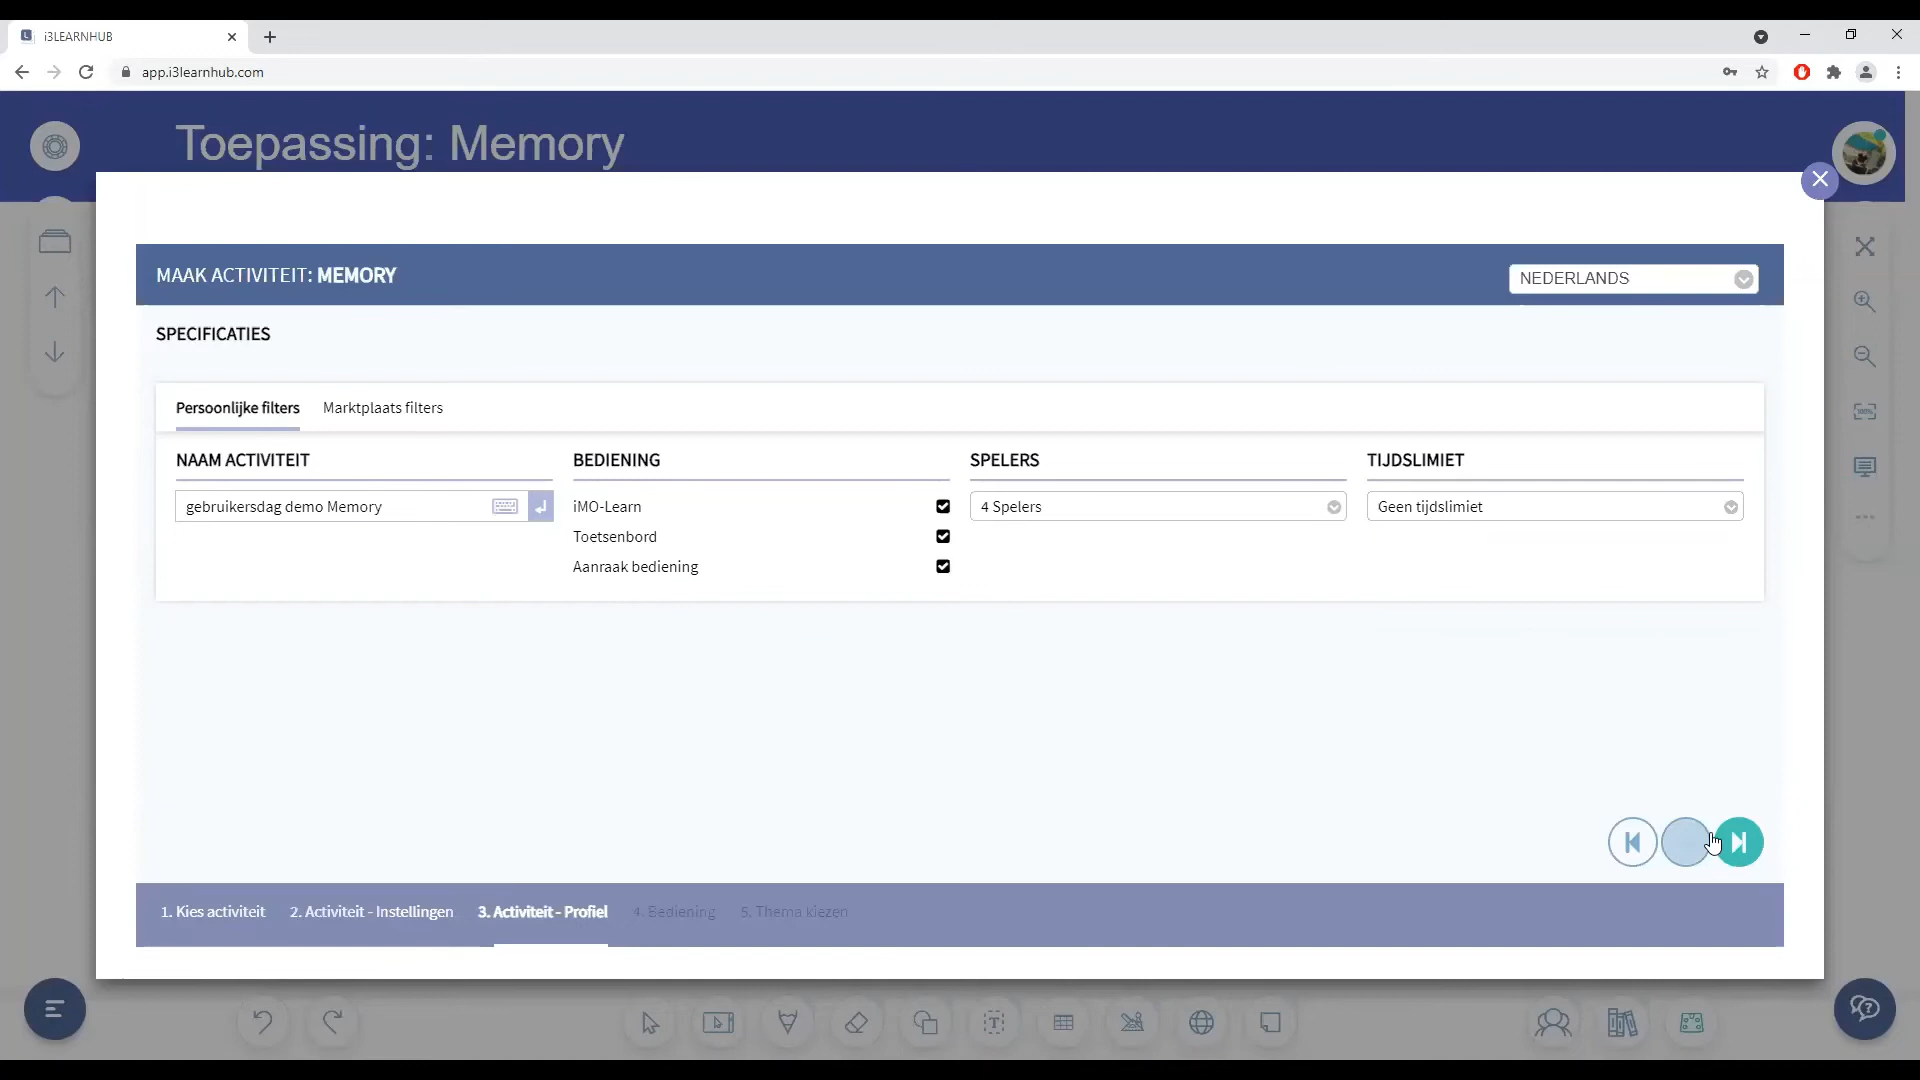 i3LEARNHUB
app.i3learnhub.com
Toepassing: Memory
MAAK ACTIVITEIT: MEMORY
NEDERLANDS
SPECIFICATIES
Persoonlijke filters
Marktplaats filters
NAAM ACTIVITEIT
BEDIENING
SPELERS
TIJDSLIMIET
gebruikersdag demo Memory
iMO-Learn
4 Spelers
Geen tijdslimiet
Toetsenbord
Aanraak bediening
1. Kies activiteit
2. Activiteit - Instellingen
3. Activiteit - Profiel
4. Bediening
5. Thema kiezen
100%